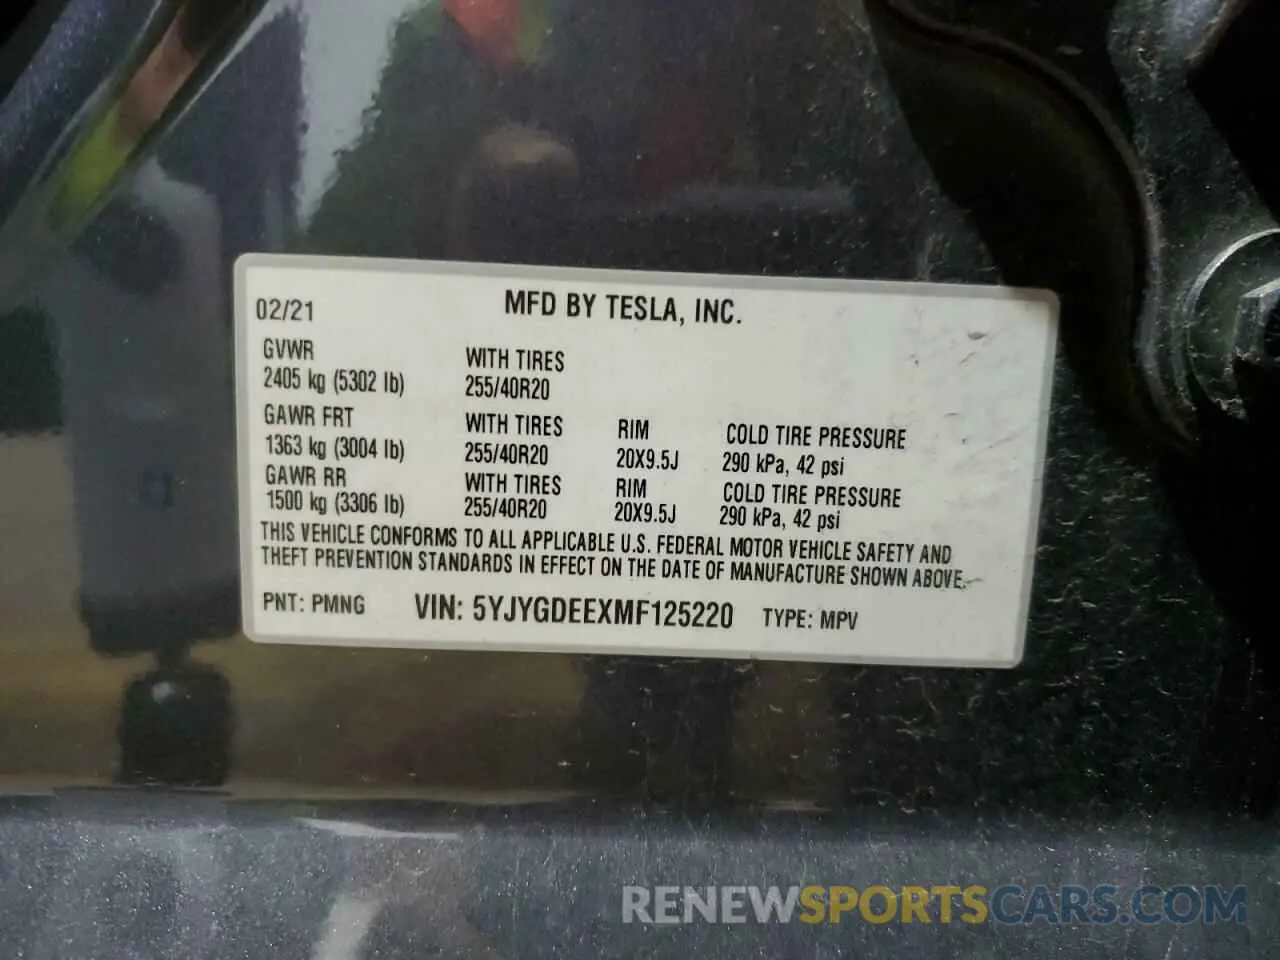 02/21 MFD BY TESLA, INC.
GVWR WITH TIRES
2405 kg (5302 lb) 255/40R20
GAWR FRT WITH TIRES RIM COLD TIRE PRESSURE
1363 kg (3004 lb) 255/40R20 20X9.5J 290 kPa, 42 psi
GAWR RR WITH TIRES RIM COLD TIRE PRESSURE
1500 kg (3306 lb) 255/40R20 20X9.5J 290 kPa, 42 psi
THIS VEHICLE CONFORMS TO ALL APPLICABLE U.S. FEDERAL MOTOR VEHICLE SAFETY AND
THEFT PREVENTION STANDARDS IN EFFECT ON THE DATE OF MANUFACTURE SHOWN ABOVE.
PNT: PMNG VIN: 5YJYGDEEXMF125220 TYPE: MPV
RENEWSPORTSCARS.COM